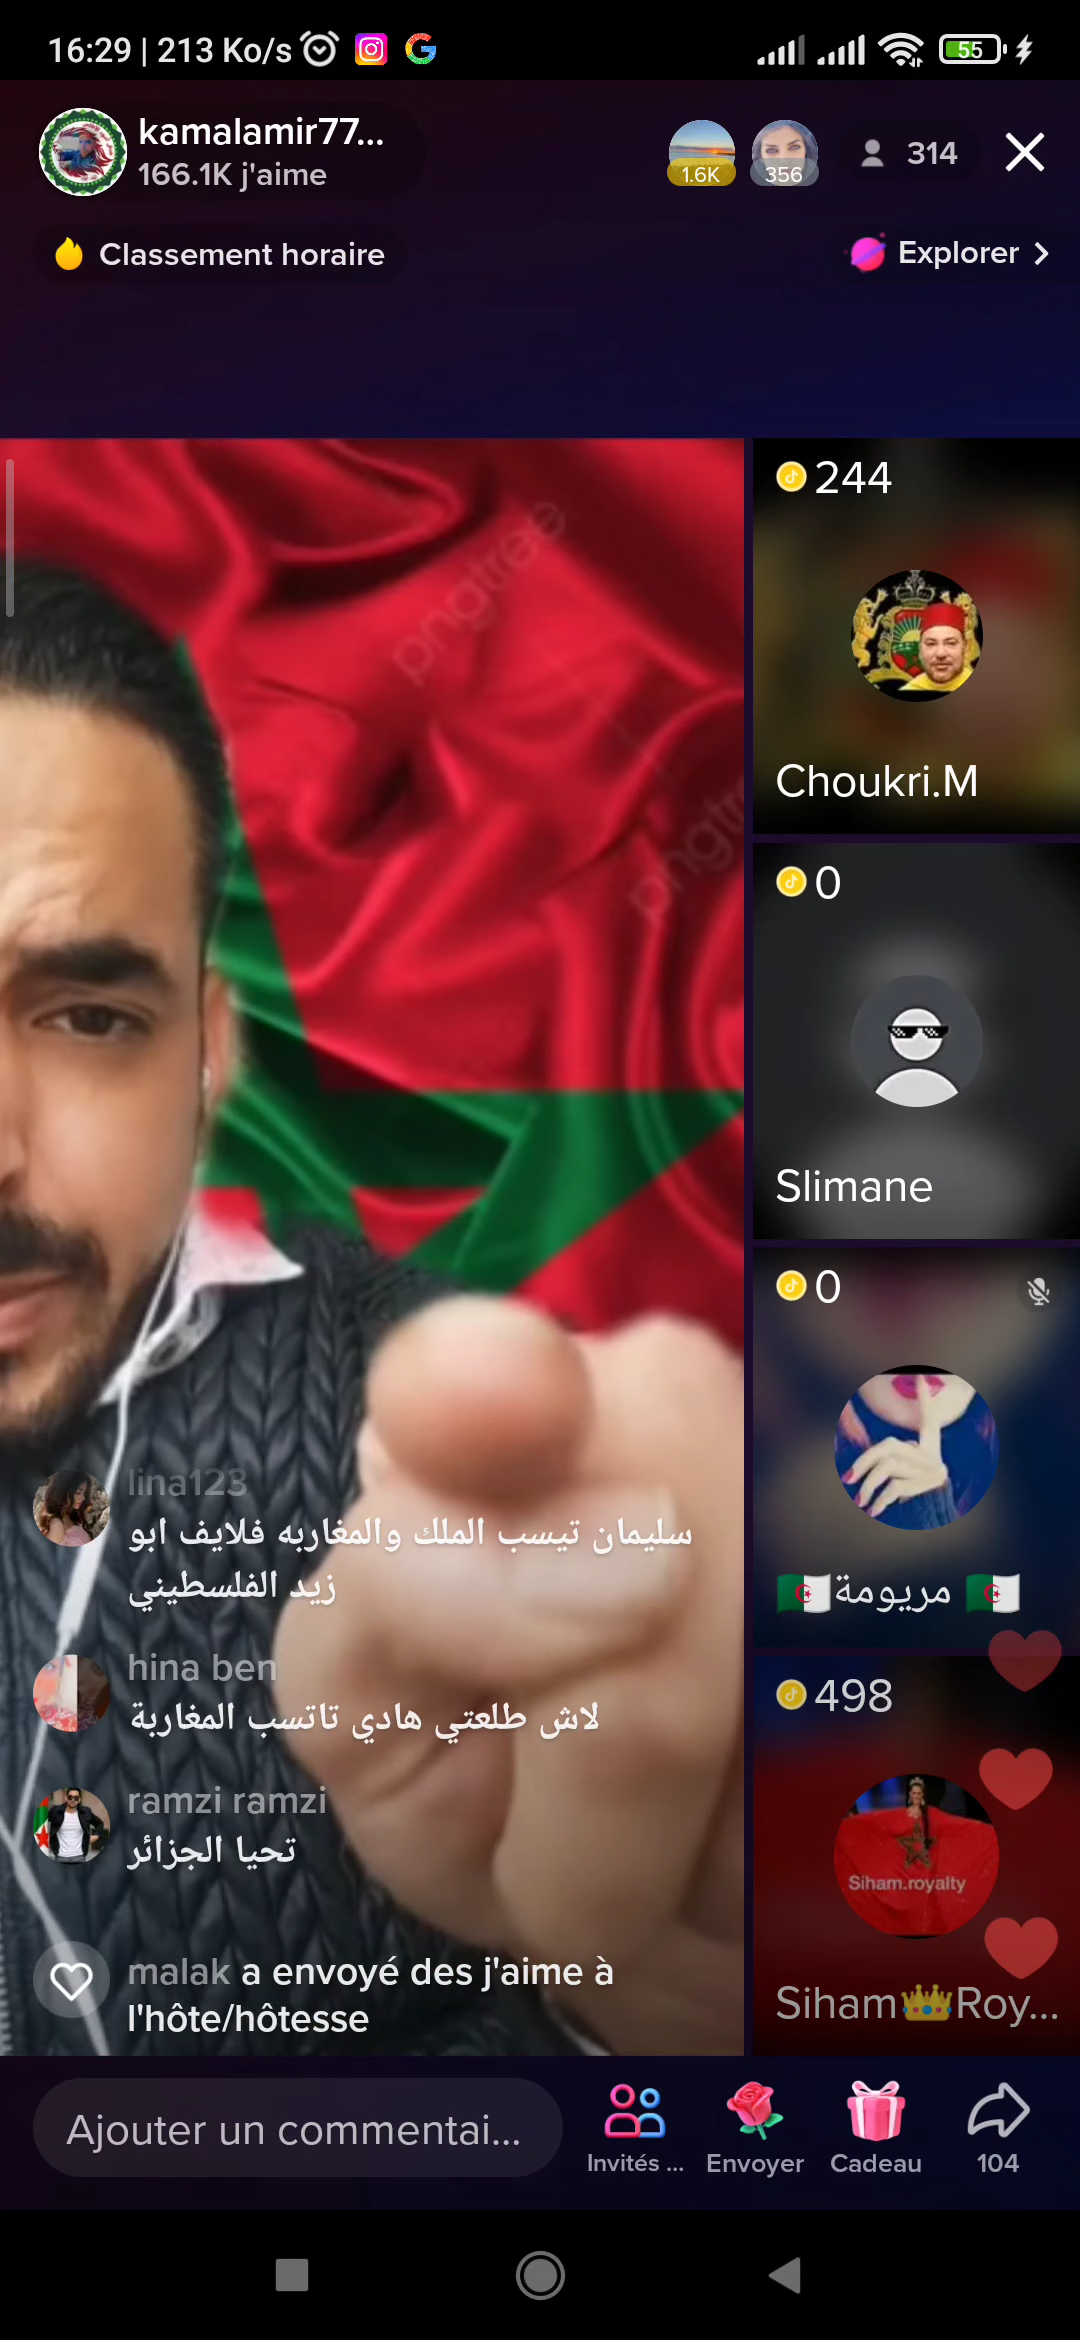 16:29 | 213 Ko/s
55
kamalamir77...
166.1K j'aime
1.6K
356
314
Classement horaire
Explorer
pngtree
244
Choukri.M
0
Slimane
0
🇩🇿 مريومة 🇩🇿
498
Siham.royalty
Siham👑Roy...
lina123
سليمان تيسب الملك والمغاربه فلايف ابو
زيد الفلسطيني
hina ben
لاش طلعتي هادي تاتسب المغاربة
ramzi ramzi
تحيا الجزائر
malak a envoyé des j'aime à
l'hôte/hôtesse
Ajouter un commentai...
Invités ...
Envoyer
Cadeau
104